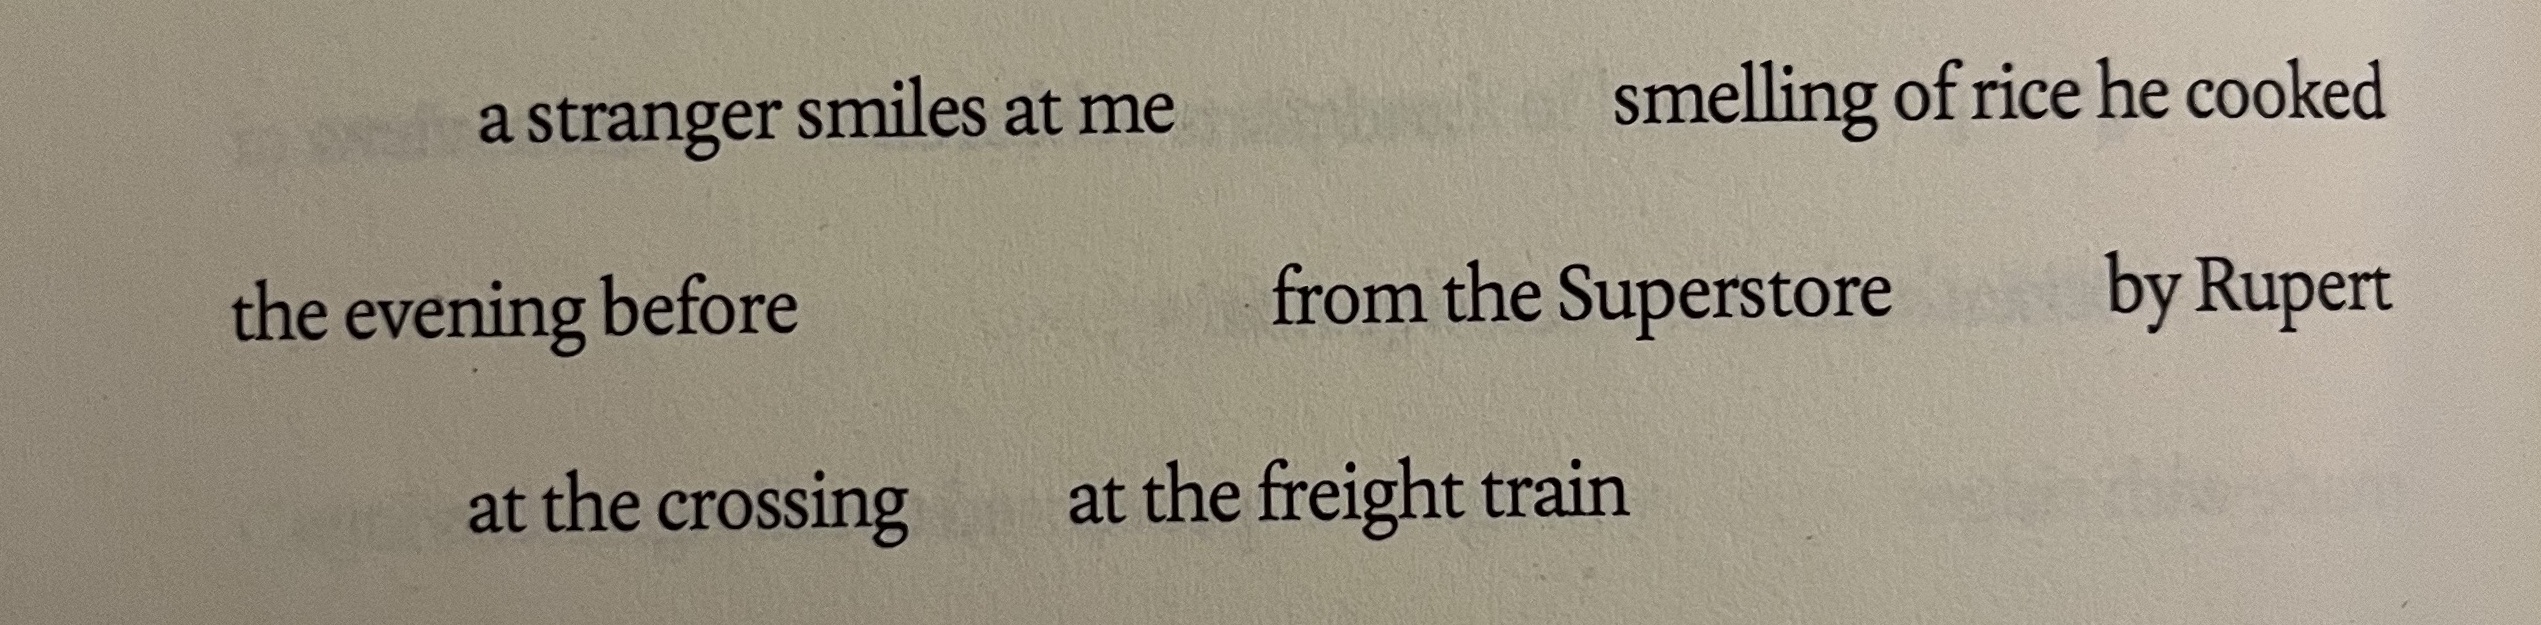 a stranger smiles at me smelling of rice he cooked
the evening before from the Superstore by Rupert
at the crossing at the freight train